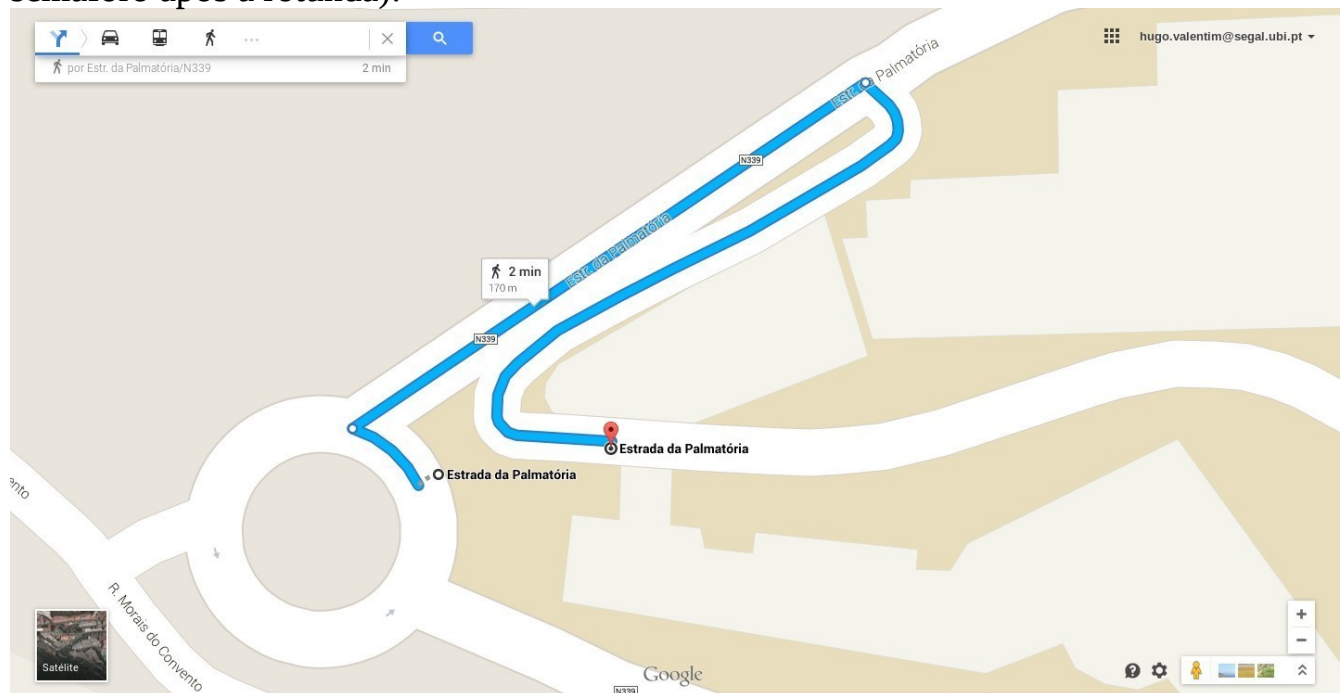 semáforo após a rotunda).
hugo.valentim@segal.ubi.pt
por Estr. da Palmatória/N339 2 min
Estr. da Palmatória
N339
Estr. da Palmatória
2 min
170 m
N339
Estrada da Palmatória
Estrada da Palmatória
R. Morais do Convento
Satélite
Google
N339